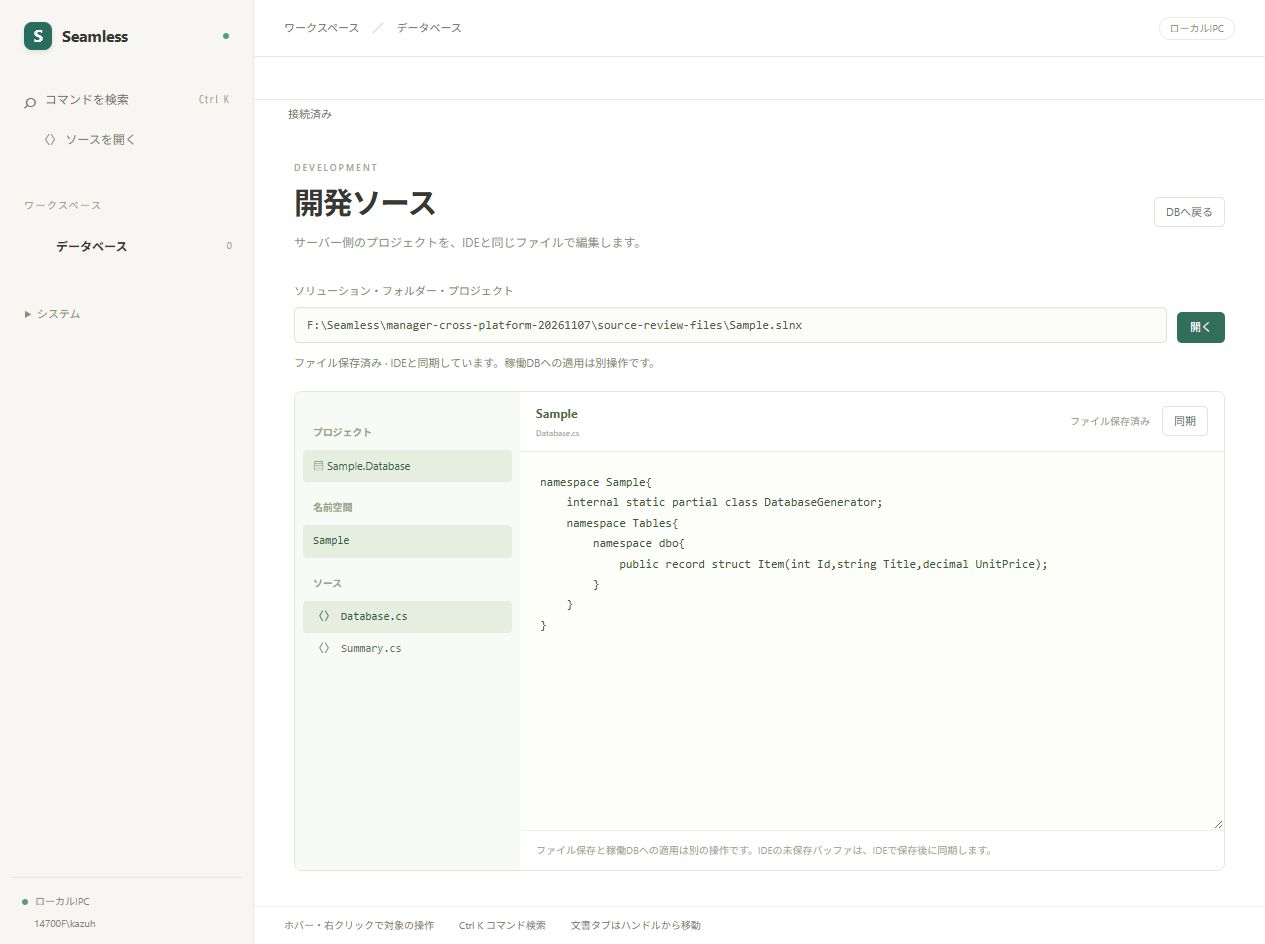 S Seamless
コマンドを検索 Ctrl K
ソースを開く
ワークスペース
データベース 0
システム
ローカルIPC
14700F\kazuh
ワークスペース ／ データベース
ローカルIPC
接続済み
DEVELOPMENT
開発ソース
DBへ戻る
サーバー側のプロジェクトを、IDEと同じファイルで編集します。
ソリューション・フォルダー・プロジェクト
F:\Seamless\manager-cross-platform-20261107\source-review-files\Sample.slnx
開く
ファイル保存済み · IDEと同期しています。稼働DBへの適用は別操作です。
プロジェクト
Sample.Database
名前空間
Sample
ソース
Database.cs
Summary.cs
Sample
Database.cs
ファイル保存済み
同期
namespace Sample{
    internal static partial class DatabaseGenerator;
    namespace Tables{
        namespace dbo{
            public record struct Item(int Id,string Title,decimal UnitPrice);
        }
    }
}
ファイル保存と稼働DBへの適用は別の操作です。IDEの未保存バッファは、IDEで保存後に同期します。
ホバー・右クリックで対象の操作 Ctrl K コマンド検索 文書タブはハンドルから移動